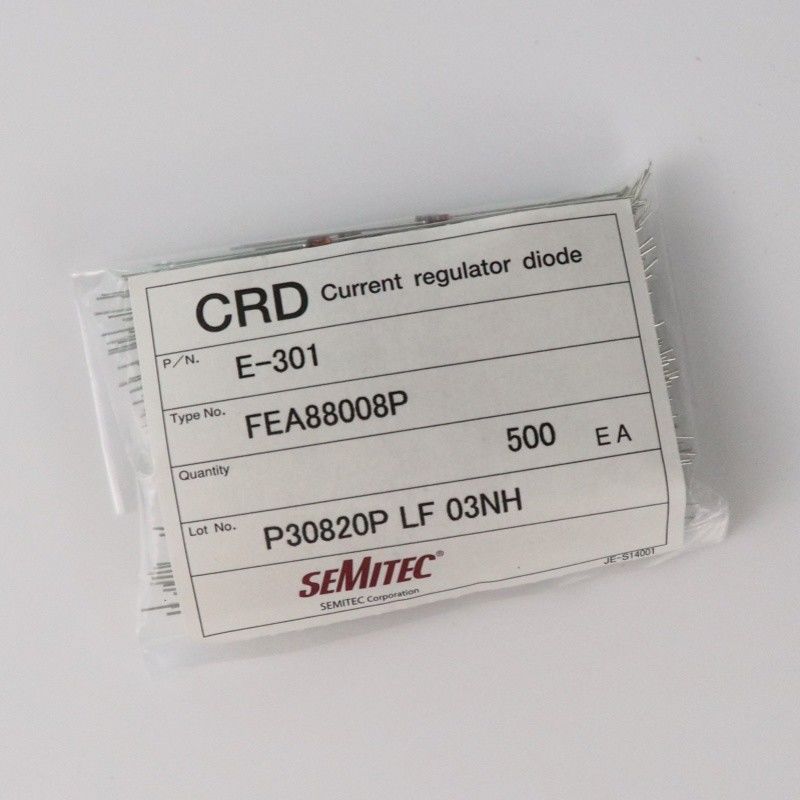 CRD Current regulator diode
P/N. E-301
Type No. FEA88008P
Quantity 500 EA
Lot No. P30820P LF 03NH
SEMITEC®
SEMITEC Corporation
JE-S14001